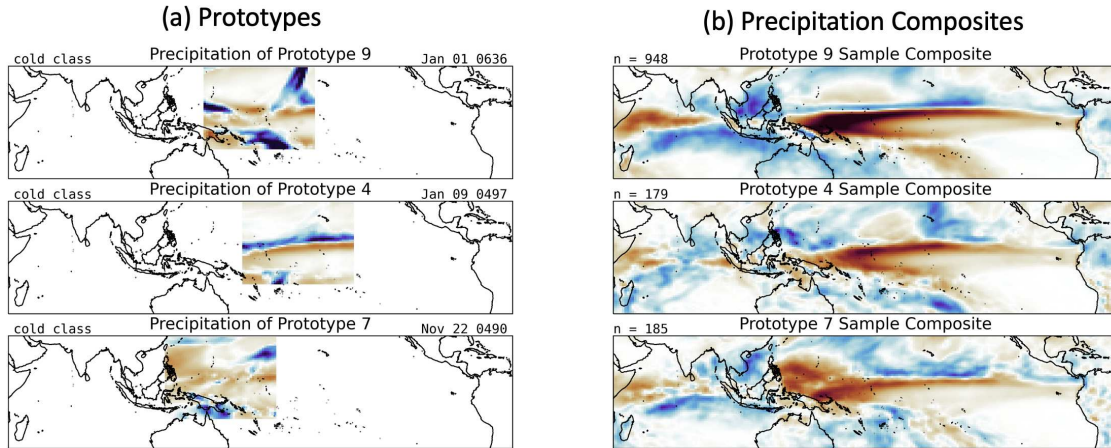 (a) Prototypes
(b) Precipitation Composites
cold class
Precipitation of Prototype 9
Jan 01 0636
n = 948
Prototype 9 Sample Composite
cold class
Precipitation of Prototype 4
Jan 09 0497
n = 179
Prototype 4 Sample Composite
cold class
Precipitation of Prototype 7
Nov 22 0490
n = 185
Prototype 7 Sample Composite